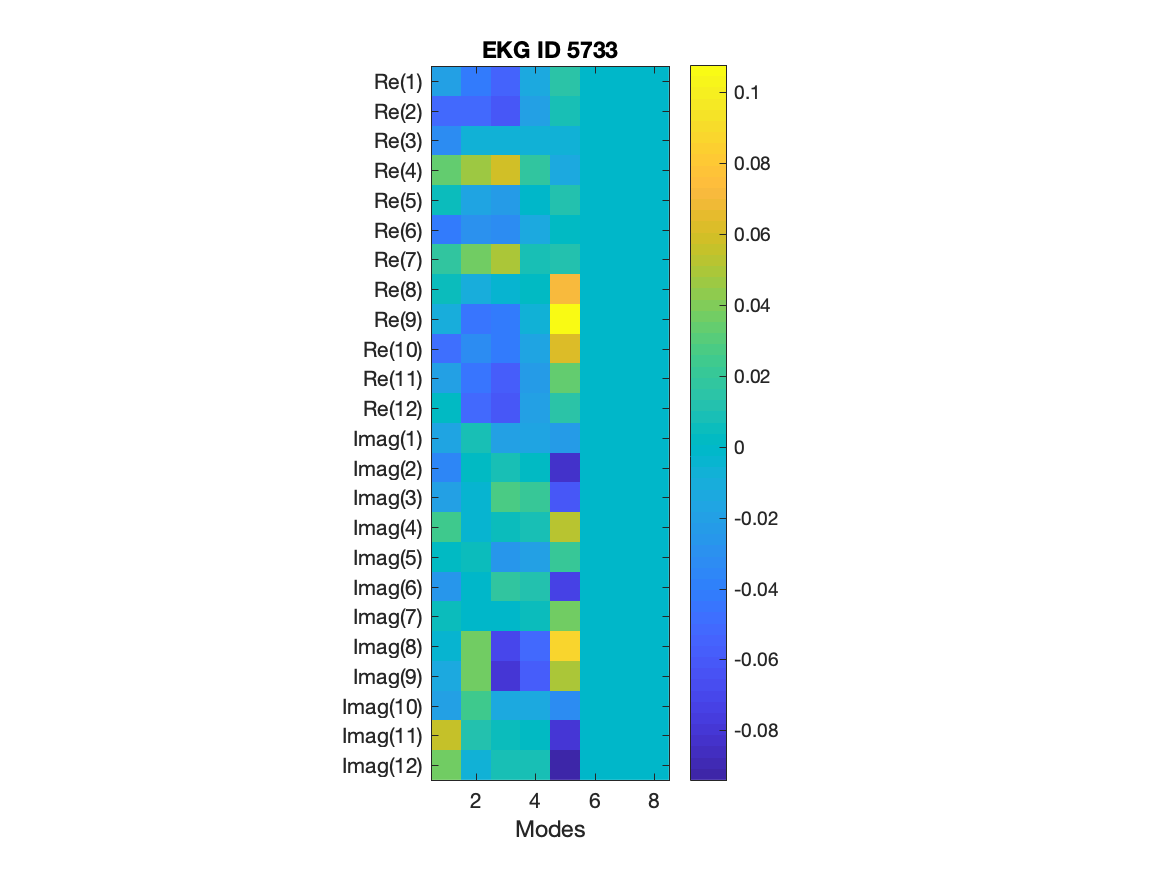 EKG ID 5733
Re(1)
Re(2)
Re(3)
Re(4)
Re(5)
Re(6)
Re(7)
Re(8)
Re(9)
Re(10)
Re(11)
Re(12)
Imag(1)
Imag(2)
Imag(3)
Imag(4)
Imag(5)
Imag(6)
Imag(7)
Imag(8)
Imag(9)
Imag(10)
Imag(11)
Imag(12)
2 4 6 8
Modes
0.1
0.08
0.06
0.04
0.02
0
-0.02
-0.04
-0.06
-0.08